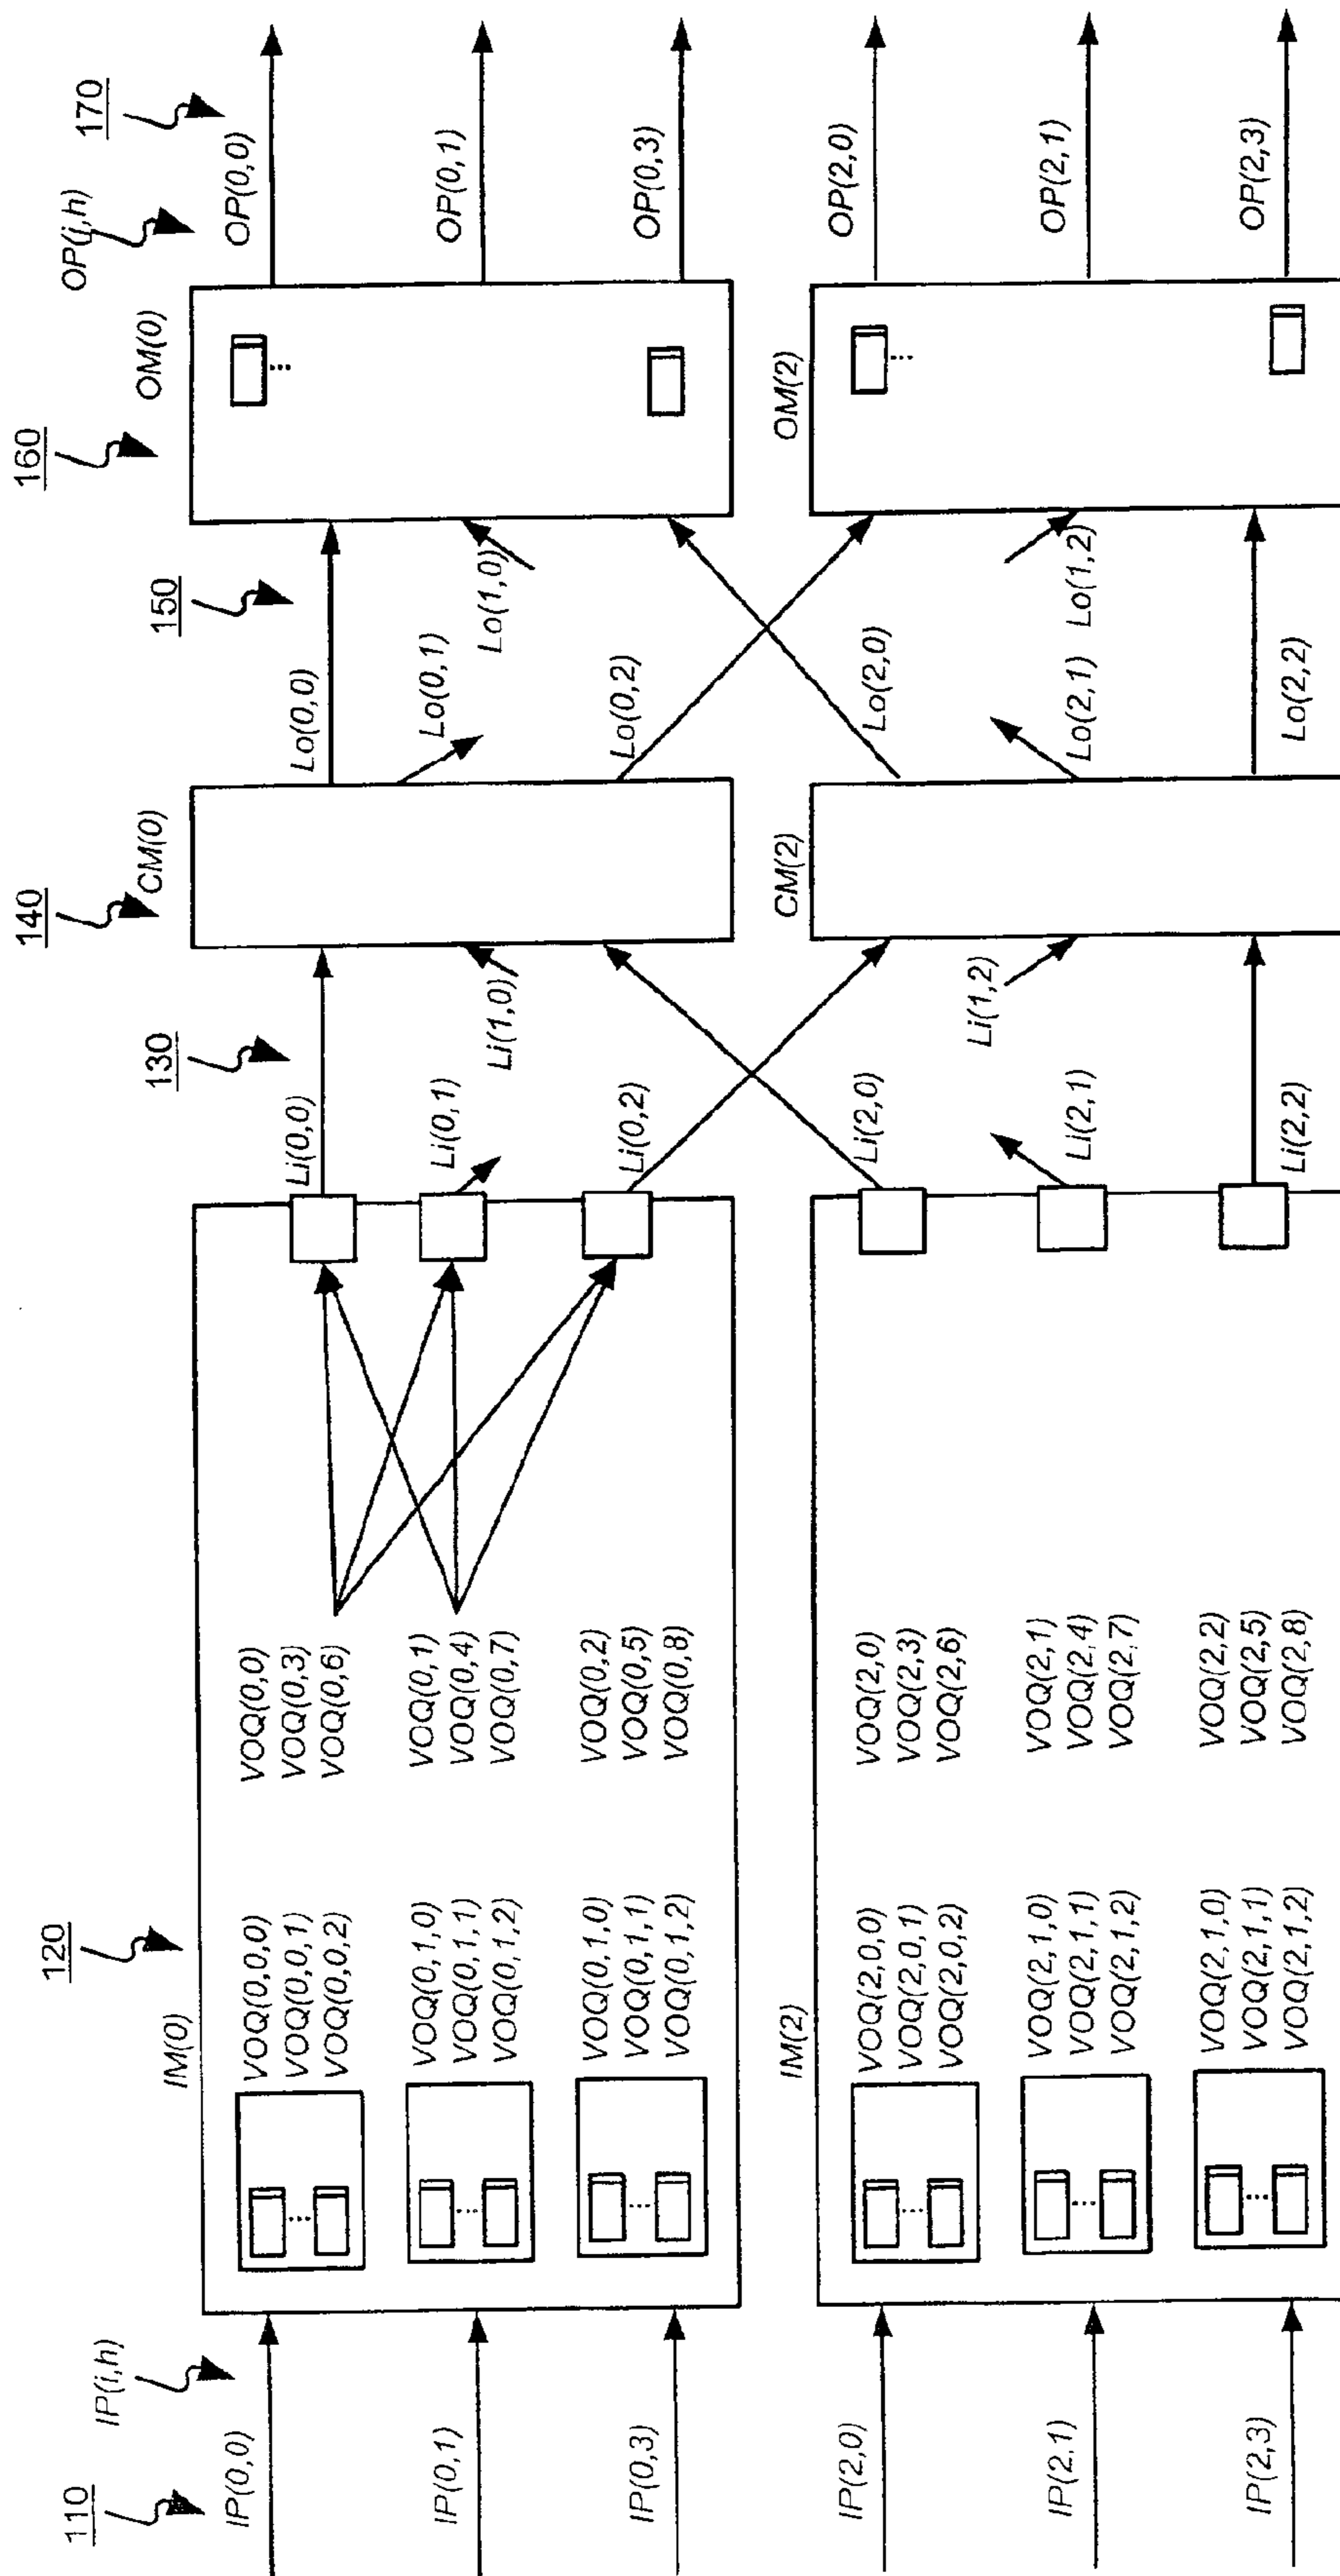 110
IP(i,h)
IP(0,0)
IP(0,1)
IP(0,3)
IP(2,0)
IP(2,1)
IP(2,3)
120
IM(0)
VOQ(0,0,0)
VOQ(0,0,1)
VOQ(0,0,2)
VOQ(0,1,0)
VOQ(0,1,1)
VOQ(0,1,2)
VOQ(0,1,0)
VOQ(0,1,1)
VOQ(0,1,2)
VOQ(0,0)
VOQ(0,3)
VOQ(0,6)
VOQ(0,1)
VOQ(0,4)
VOQ(0,7)
VOQ(0,2)
VOQ(0,5)
VOQ(0,8)
IM(2)
VOQ(2,0,0)
VOQ(2,0,1)
VOQ(2,0,2)
VOQ(2,1,0)
VOQ(2,1,1)
VOQ(2,1,2)
VOQ(2,1,0)
VOQ(2,1,1)
VOQ(2,1,2)
VOQ(2,0)
VOQ(2,3)
VOQ(2,6)
VOQ(2,1)
VOQ(2,4)
VOQ(2,7)
VOQ(2,2)
VOQ(2,5)
VOQ(2,8)
130
Li(0,0)
Li(0,1)
Li(0,2)
Li(1,0)
Li(2,0)
Li(2,1)
Li(2,2)
Li(1,2)
140
CM(0)
CM(2)
150
Lo(0,0)
Lo(0,1)
Lo(0,2)
Lo(1,0)
Lo(2,0)
Lo(2,1)
Lo(2,2)
Lo(1,2)
160
OM(0)
OM(2)
170
OP(j,h)
OP(0,0)
OP(0,1)
OP(0,3)
OP(2,0)
OP(2,1)
OP(2,3)